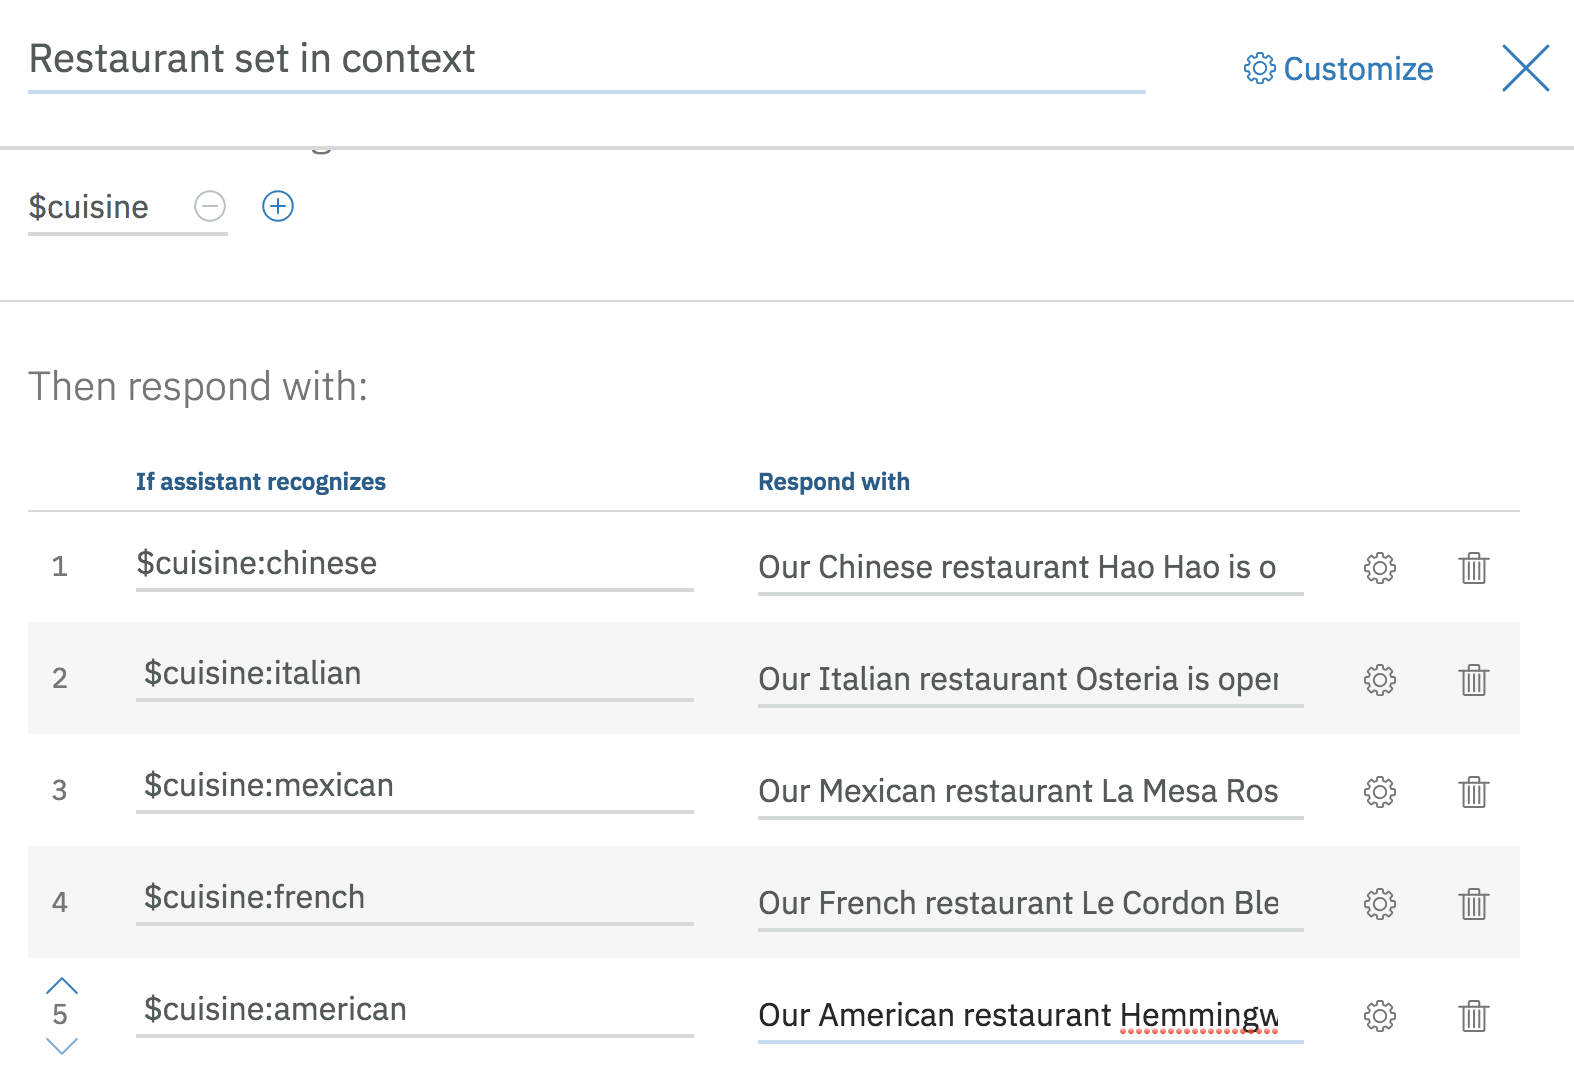 Restaurant set in context
Customize
$cuisine
Then respond with:
If assistant recognizes Respond with
1 $cuisine:chinese Our Chinese restaurant Hao Hao is o
2 $cuisine:italian Our Italian restaurant Osteria is
3 $cuisine:mexican Our Mexican restaurant La Mesa Ros
4 $cuisine:french Our French restaurant Le Cordon Ble
5 $cuisine:american Our American restaurant Hemmingw